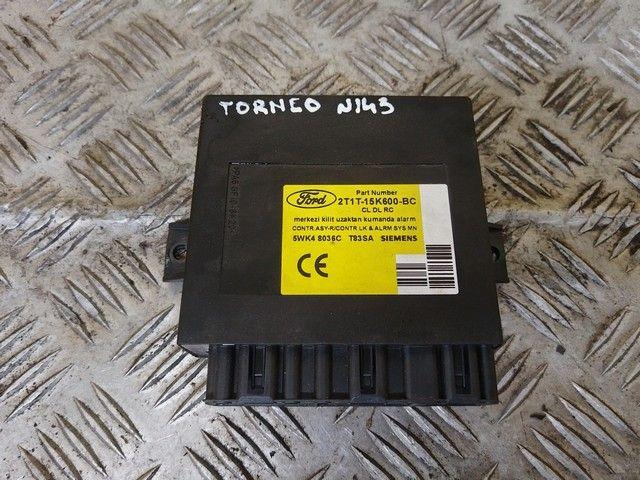 TORNEO N143
Ford
Part Number
2T1T-15K600-BC
CL DL RC
merkezi kilit uzaktan kumanda alarm
CONTR ASY-R/CONTR LK & ALRM SYS MN
5WK4 8036C T83SA SIEMENS
CE